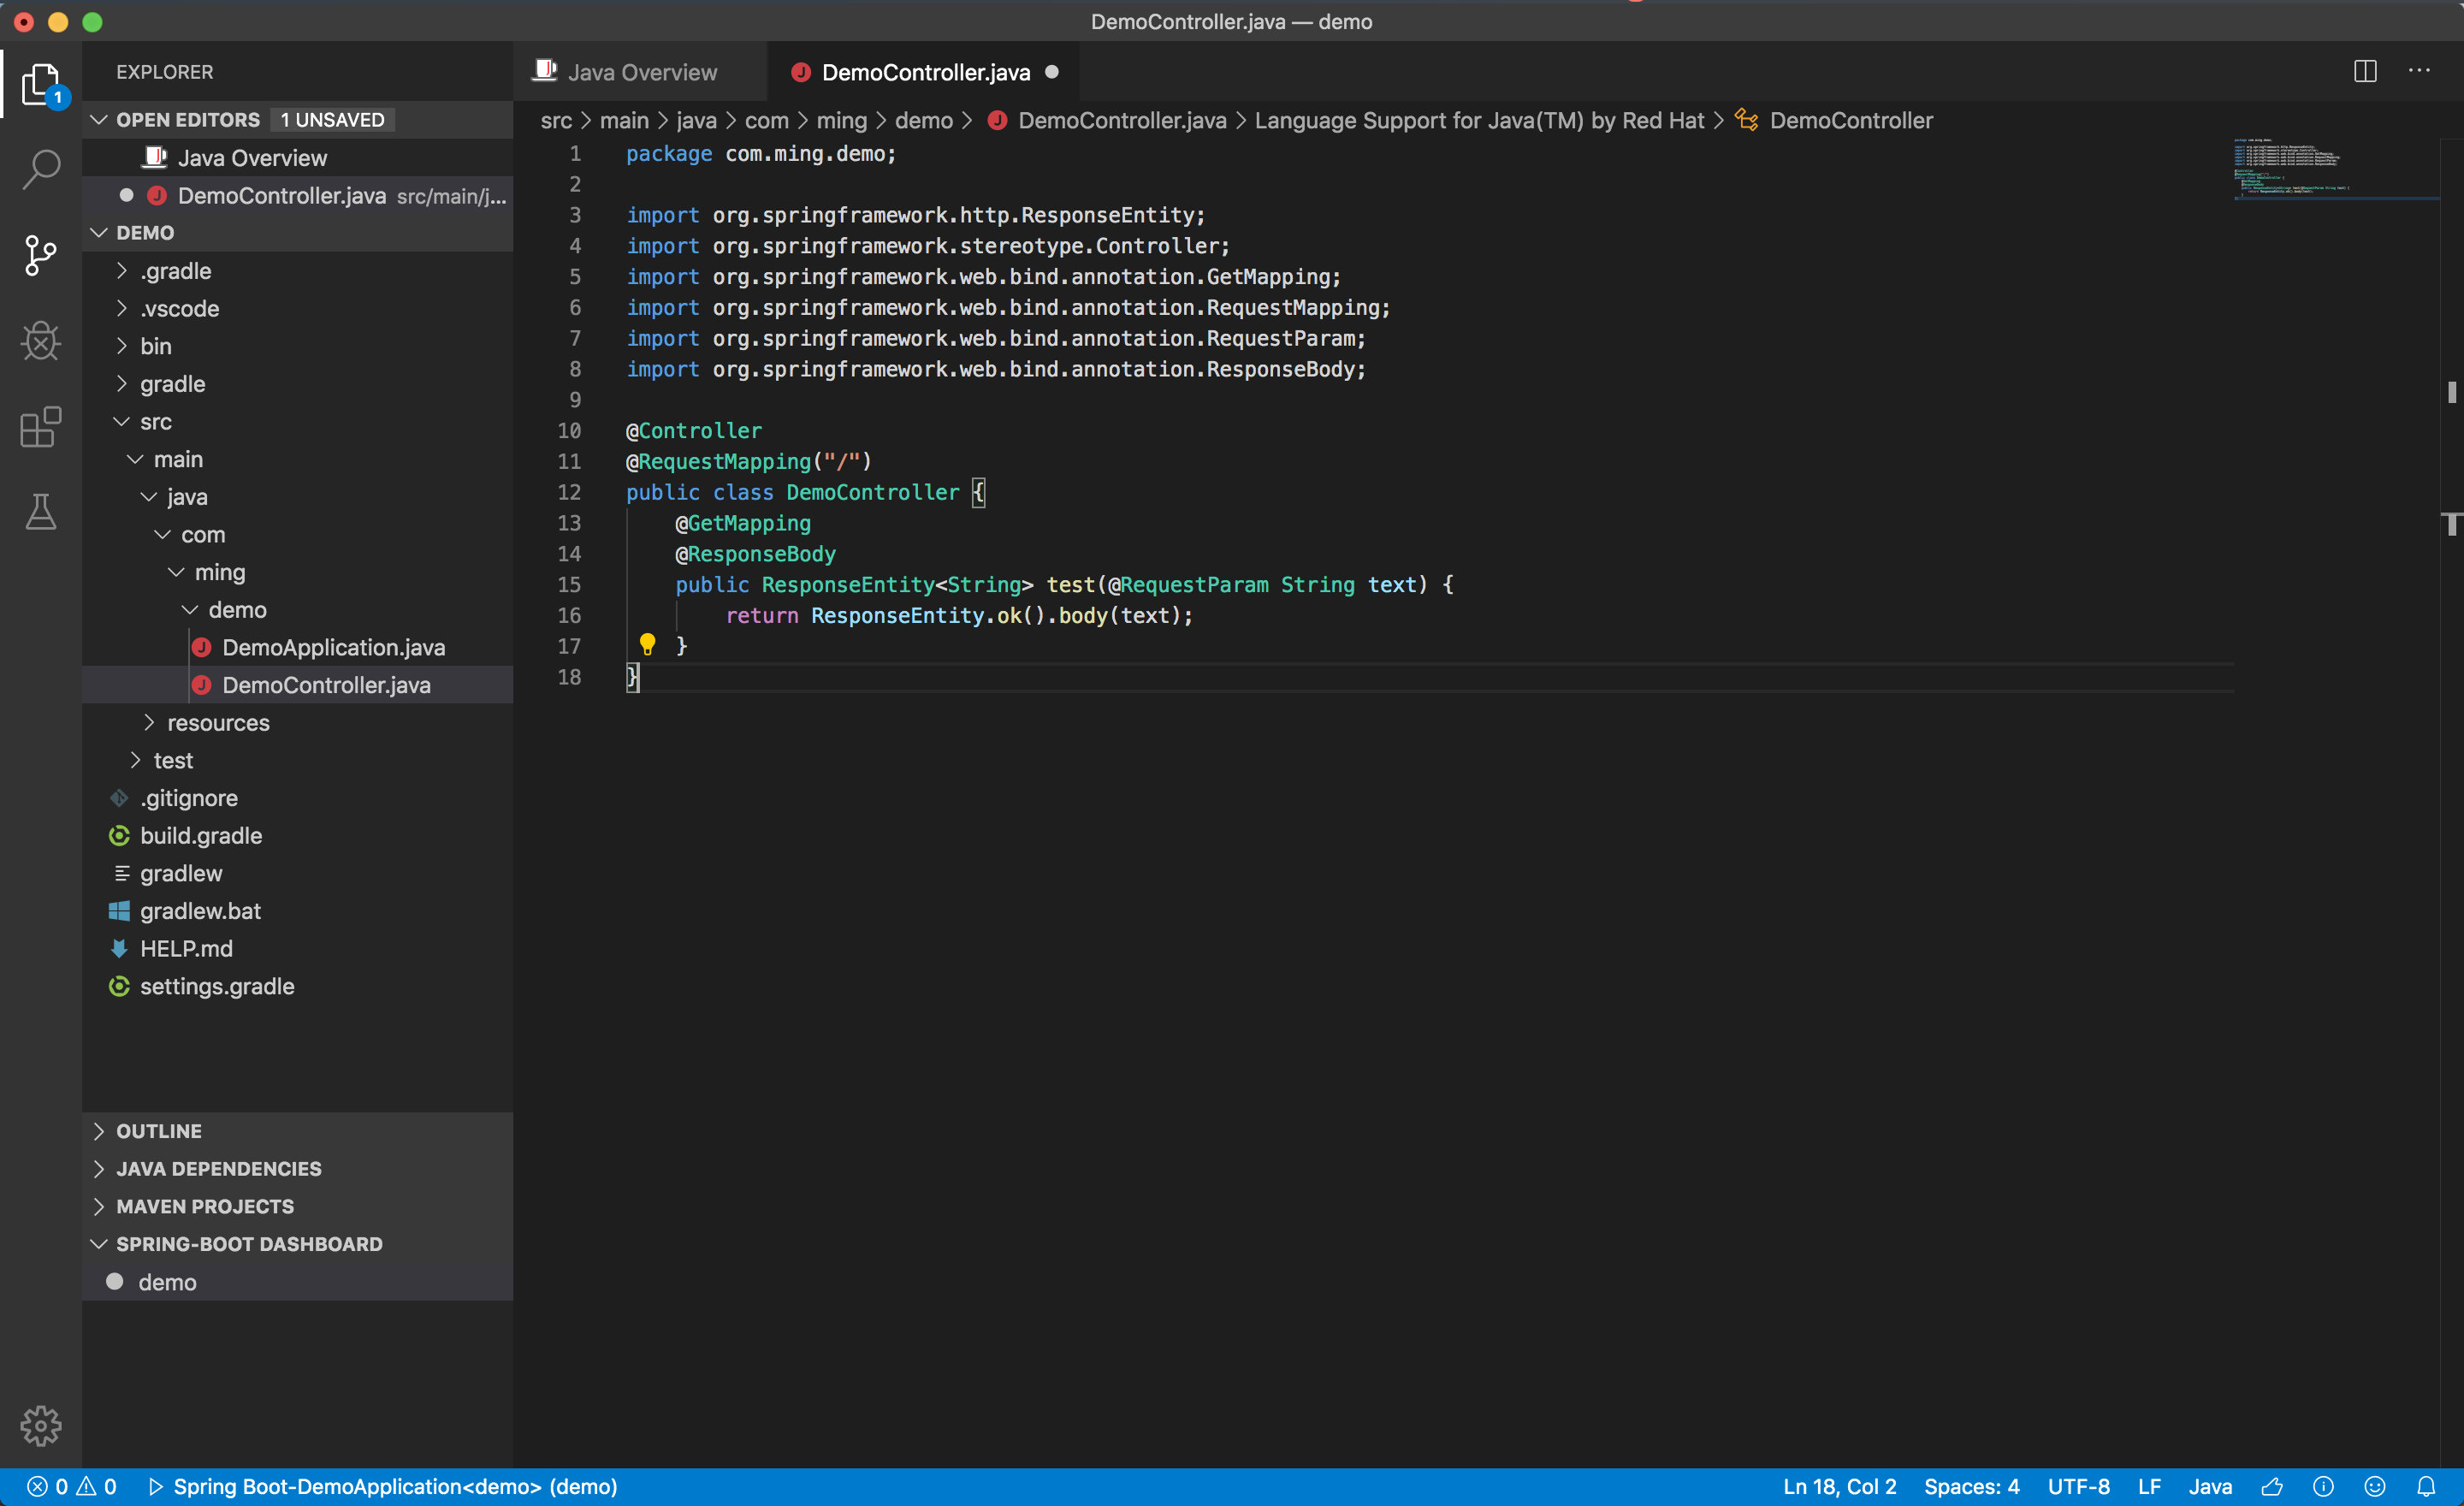 DemoController.java — demo
EXPLORER
1
OPEN EDITORS 1 UNSAVED
Java Overview
DemoController.java src/main/j...
DEMO
.gradle
.vscode
bin
gradle
src
main
java
com
ming
demo
DemoApplication.java
DemoController.java
resources
test
.gitignore
build.gradle
gradlew
gradlew.bat
HELP.md
settings.gradle
OUTLINE
JAVA DEPENDENCIES
MAVEN PROJECTS
SPRING-BOOT DASHBOARD
demo
Java Overview DemoController.java
src > main > java > com > ming > demo > DemoController.java > Language Support for Java(TM) by Red Hat > DemoController
1 package com.ming.demo;
2
3 import org.springframework.http.ResponseEntity;
4 import org.springframework.stereotype.Controller;
5 import org.springframework.web.bind.annotation.GetMapping;
6 import org.springframework.web.bind.annotation.RequestMapping;
7 import org.springframework.web.bind.annotation.RequestParam;
8 import org.springframework.web.bind.annotation.ResponseBody;
9
10 @Controller
11 @RequestMapping("/")
12 public class DemoController {
13 @GetMapping
14 @ResponseBody
15 public ResponseEntity<String> test(@RequestParam String text) {
16 return ResponseEntity.ok().body(text);
17 }
18 }
0 0 Spring Boot-DemoApplication<demo> (demo) Ln 18, Col 2 Spaces: 4 UTF-8 LF Java